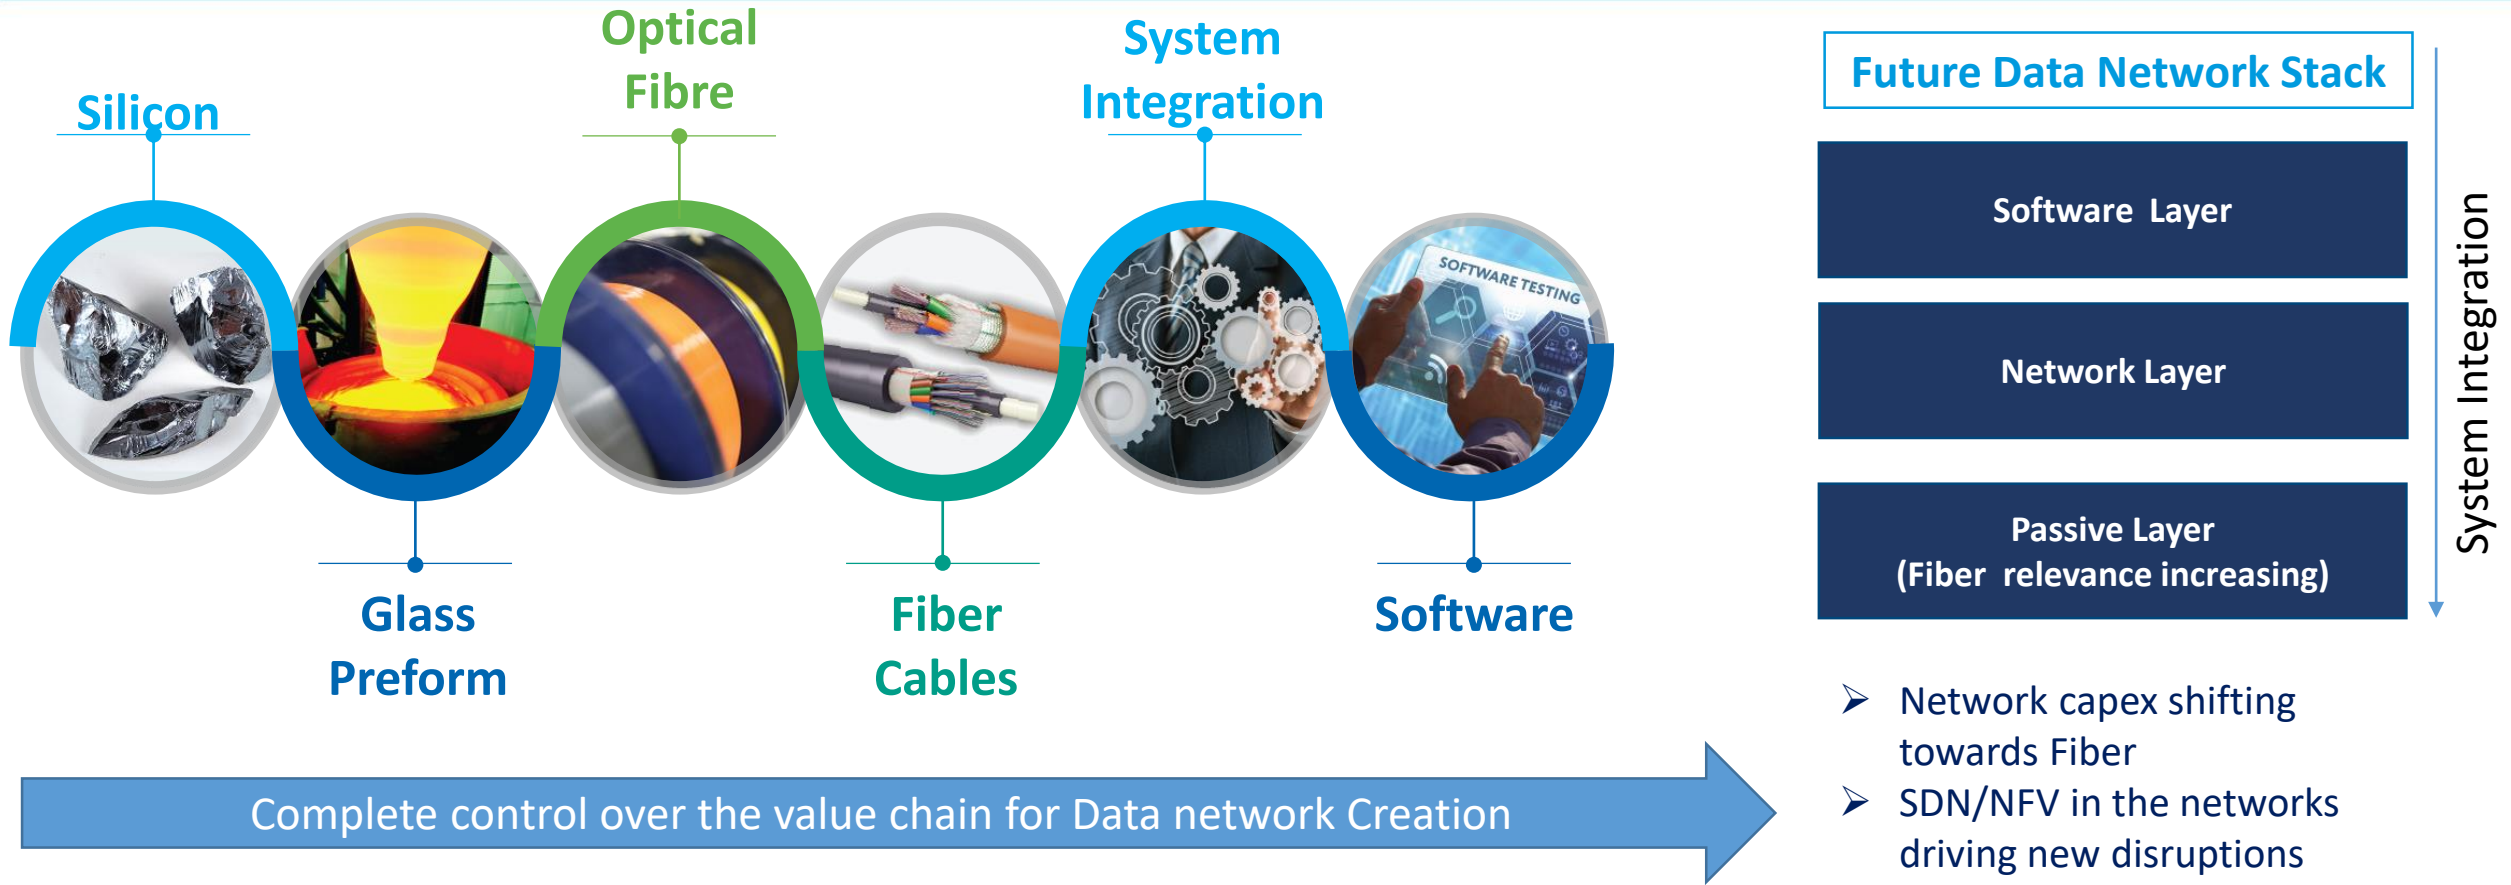 Silicon
Optical
Fibre
System
Integration
SOFTWARE TESTING
Glass
Preform
Fiber
Cables
Software
Complete control over the value chain for Data network Creation
Future Data Network Stack
Software Layer
Network Layer
Passive Layer
(Fiber relevance increasing)
System Integration
➢ Network capex shifting
towards Fiber
➢ SDN/NFV in the networks
driving new disruptions